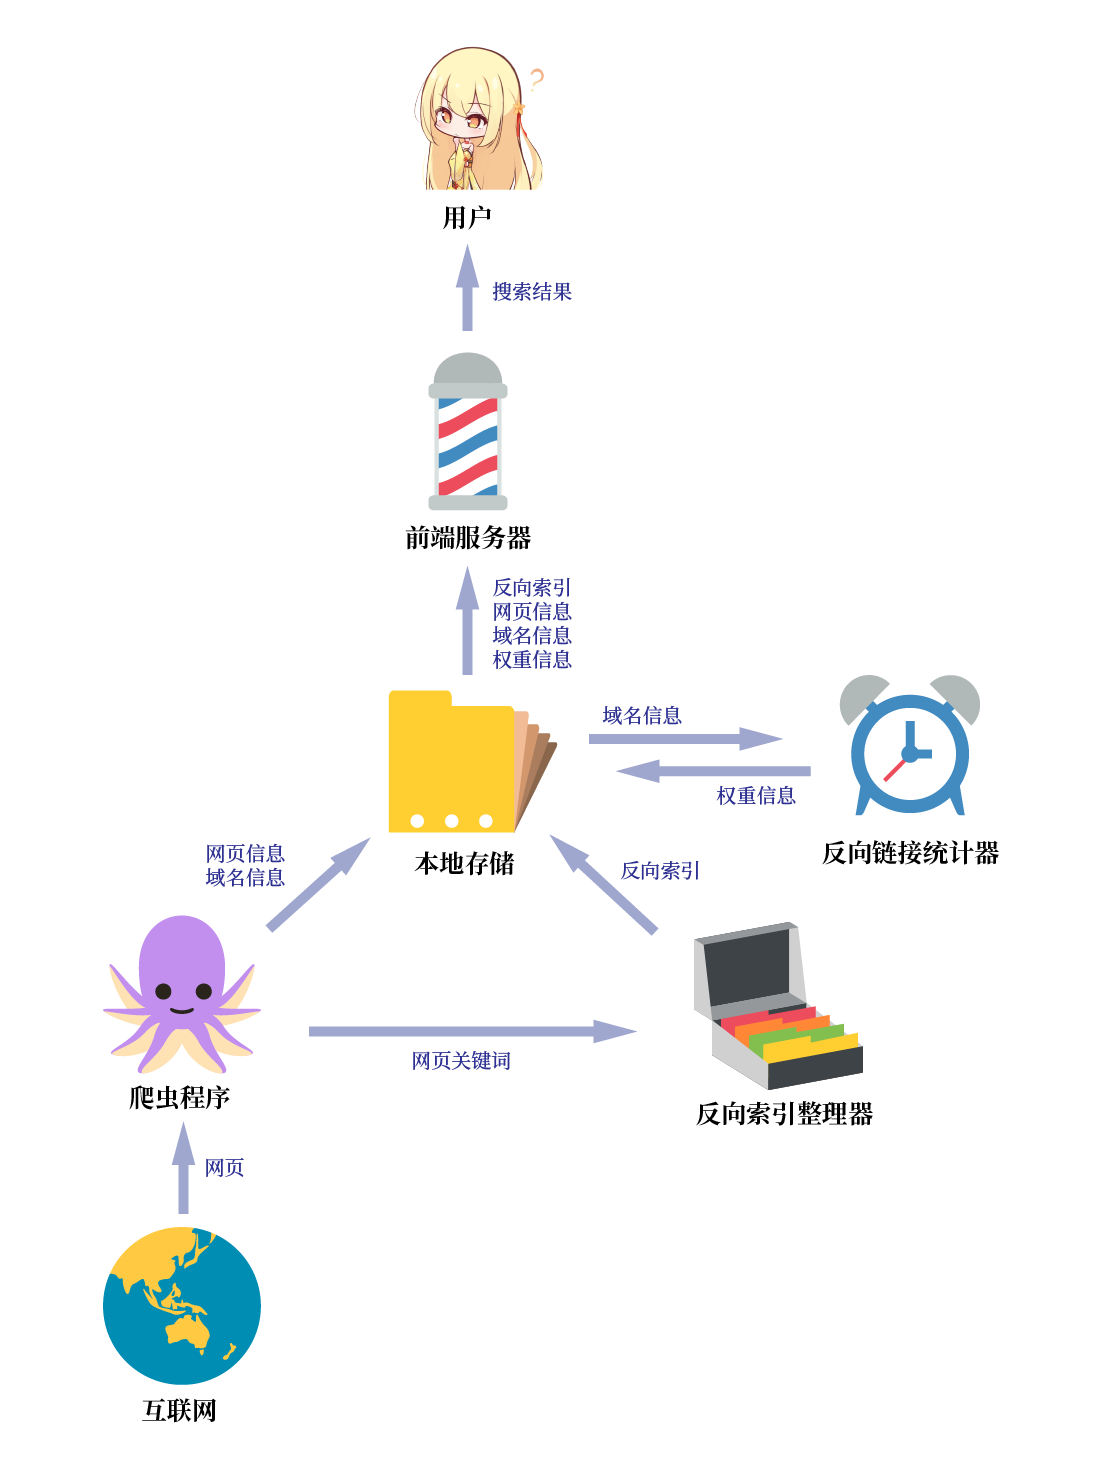 ?
用户
搜索结果
前端服务器
反向索引
网页信息
域名信息
权重信息
域名信息
权重信息
反向链接统计器
本地存储
网页信息
域名信息
反向索引
网页关键词
爬虫程序
反向索引整理器
网页
互联网